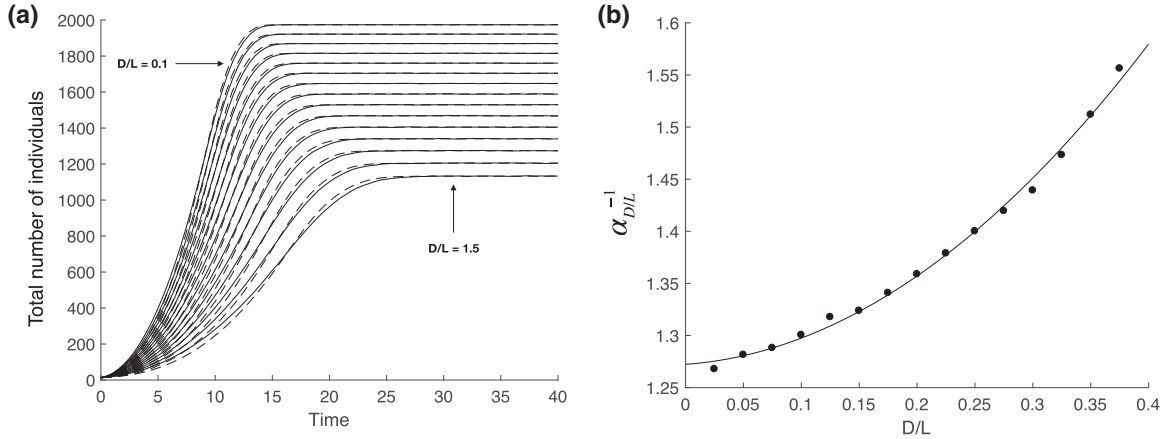 (a)
2000
1800
1600
1400
1200
1000
800
600
400
200
0
Total number of individuals
D/L = 0.1
D/L = 1.5
0 5 10 15 20 25 30 35 40
Time
(b)
1.6
1.55
1.5
1.45
1.4
1.35
1.3
1.25
α_{D/L}^{-1}
0 0.05 0.1 0.15 0.2 0.25 0.3 0.35 0.4
D/L